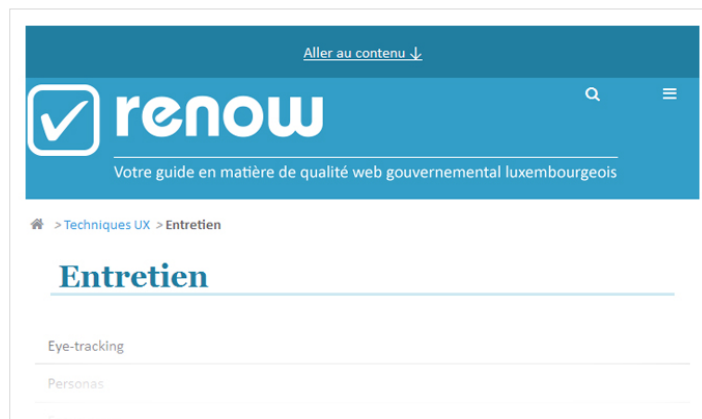 Aller au contenu ↓
renow
Votre guide en matière de qualité web gouvernemental luxembourgeois
> Techniques UX > Entretien
Entretien
Eye-tracking
Personas